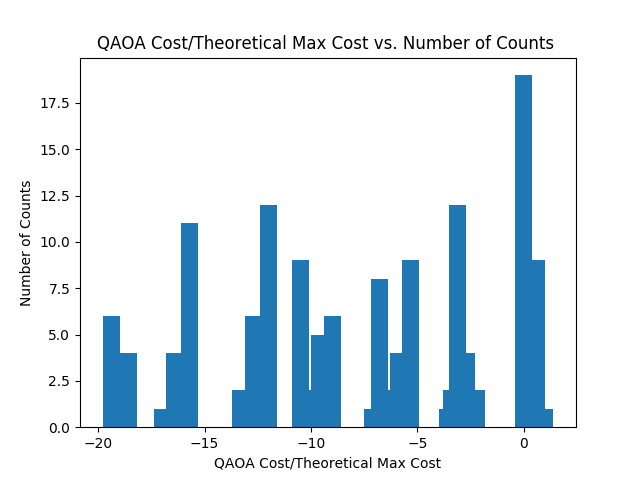 QAOA Cost/Theoretical Max Cost vs. Number of Counts
17.5
15.0
12.5
10.0
7.5
5.0
2.5
0.0
Number of Counts
−20 −15 −10 −5 0
QAOA Cost/Theoretical Max Cost